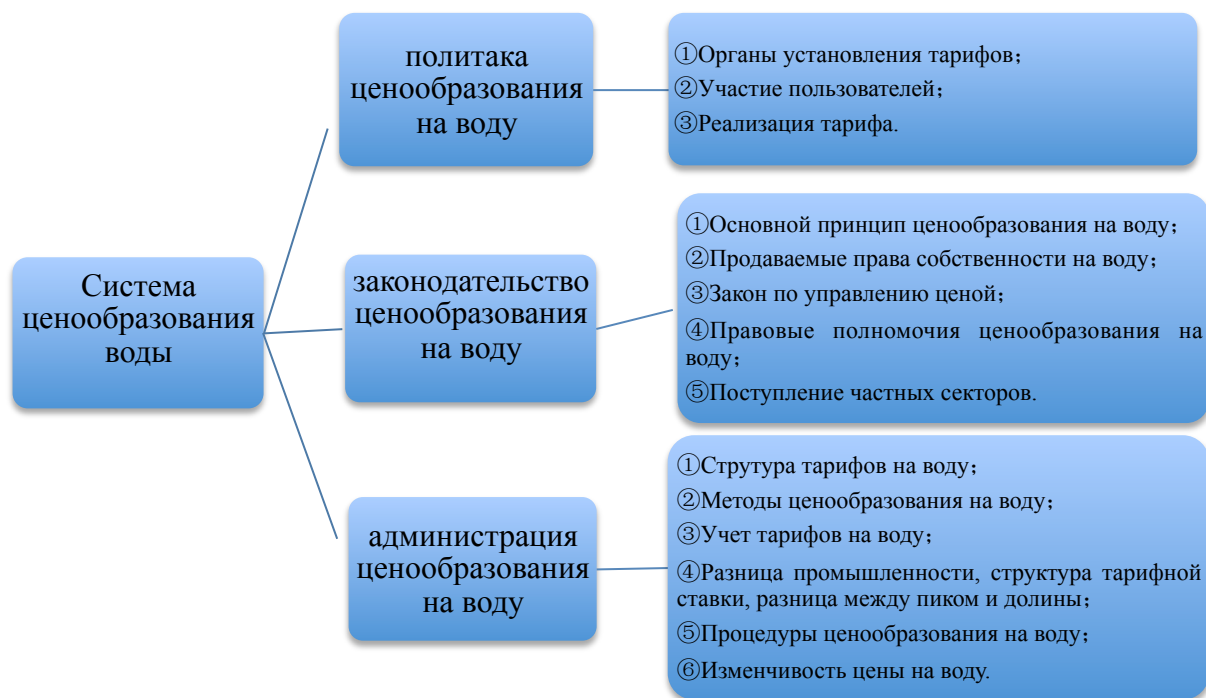 Система
ценообразования
воды
политака
ценообразования
на воду
①Органы установления тарифов;
②Участие пользователей;
③Реализация тарифа.
законодательство
ценообразования
на воду
①Основной принцип ценообразования на воду;
②Продаваемые права собственности на воду;
③Закон по управлению ценой;
④Правовые полномочия ценообразования на
воду;
⑤Поступление частных секторов.
администрация
ценообразования
на воду
①Струтура тарифов на воду;
②Методы ценообразования на воду;
③Учет тарифов на воду;
④Разница промышленности, структура тарифной
ставки, разница между пиком и долины;
⑤Процедуры ценообразования на воду;
⑥Изменчивость цены на воду.